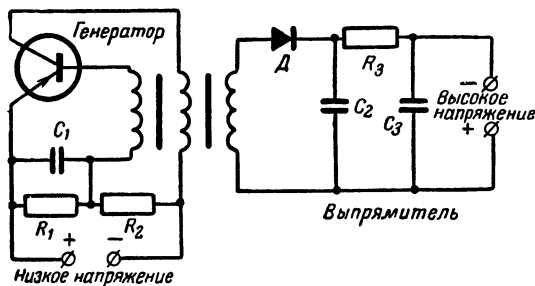 Генератор
Д
R3
C1
C2
C3
−
Высокое
напряжение
+
R1
R2
Выпрямитель
+ −
Низкое напряжение